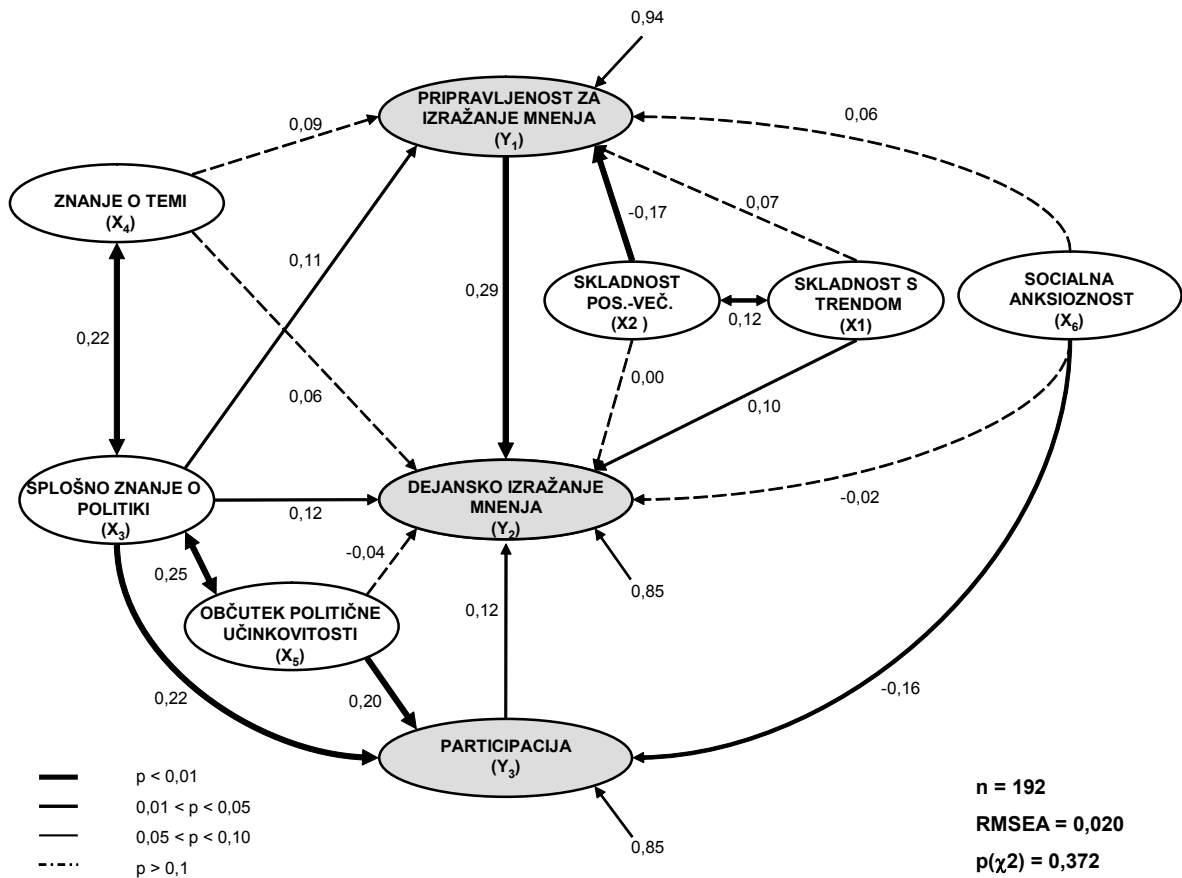 0,94
PRIPRAVLJENOST ZA
IZRAŽANJE MNENJA
(Y₁)
0,09
0,06
ZNANJE O TEMI
(X₄)
-0,17
0,07
0,11
0,29
SKLADNOST
POS.-VEČ.
(X2 )
0,12
SKLADNOST S
TRENDOM
(X1)
SOCIALNA
ANKSIOZNOST
(X₆)
0,22
0,06
0,00
0,10
SPLOŠNO ZNANJE O
POLITIKI
(X₃)
0,12
DEJANSKO IZRAŽANJE
MNENJA
(Y₂)
-0,02
-0,04
0,25
0,85
OBČUTEK POLITIČNE
UČINKOVITOSTI
(X₅)
0,12
0,22
0,20
-0,16
PARTICIPACIJA
(Y₃)
0,85
p < 0,01
0,01 < p < 0,05
0,05 < p < 0,10
p > 0,1
n = 192
RMSEA = 0,020
p(χ2) = 0,372